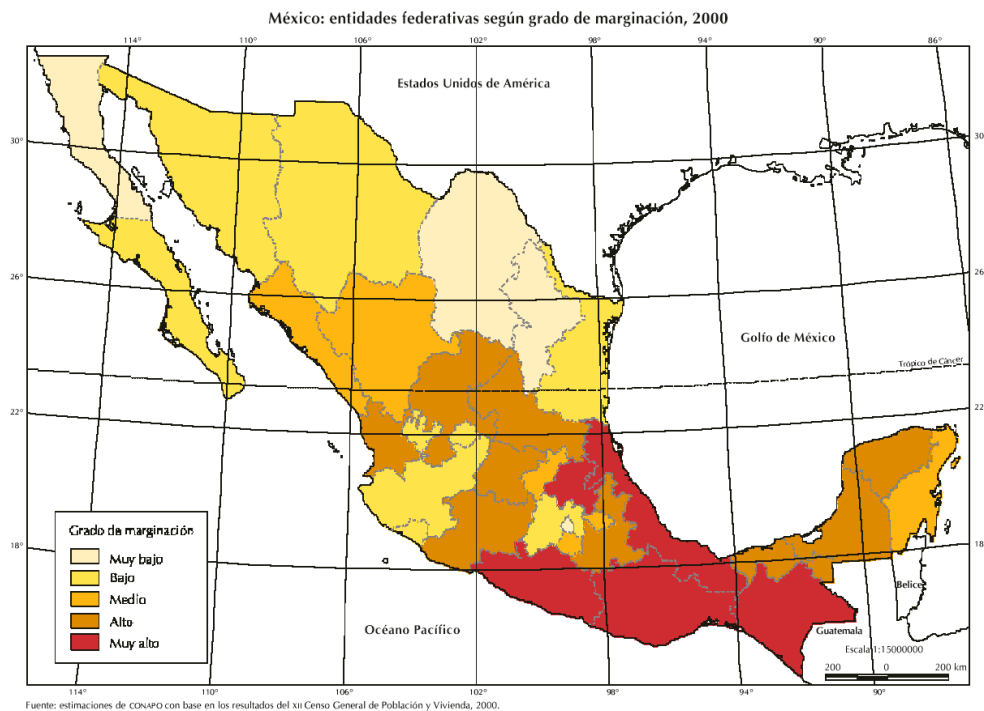 México: entidades federativas según grado de marginación, 2000
114° 110° 106° 102° 98° 94° 90° 86°
Estados Unidos de América
30° 30
26° 26
Golfo de México
Trópico de Cáncer
22° 22
Grado de marginación
Muy bajo
Bajo
Medio
Alto
Muy alto
18° 18
Belice
Océano Pacífico
Guatemala
Escala 1:15000000
200 0 200 km
114° 110° 106° 102° 98° 94° 90°
Fuente: estimaciones de CONAPO con base en los resultados del XII Censo General de Población y Vivienda, 2000.